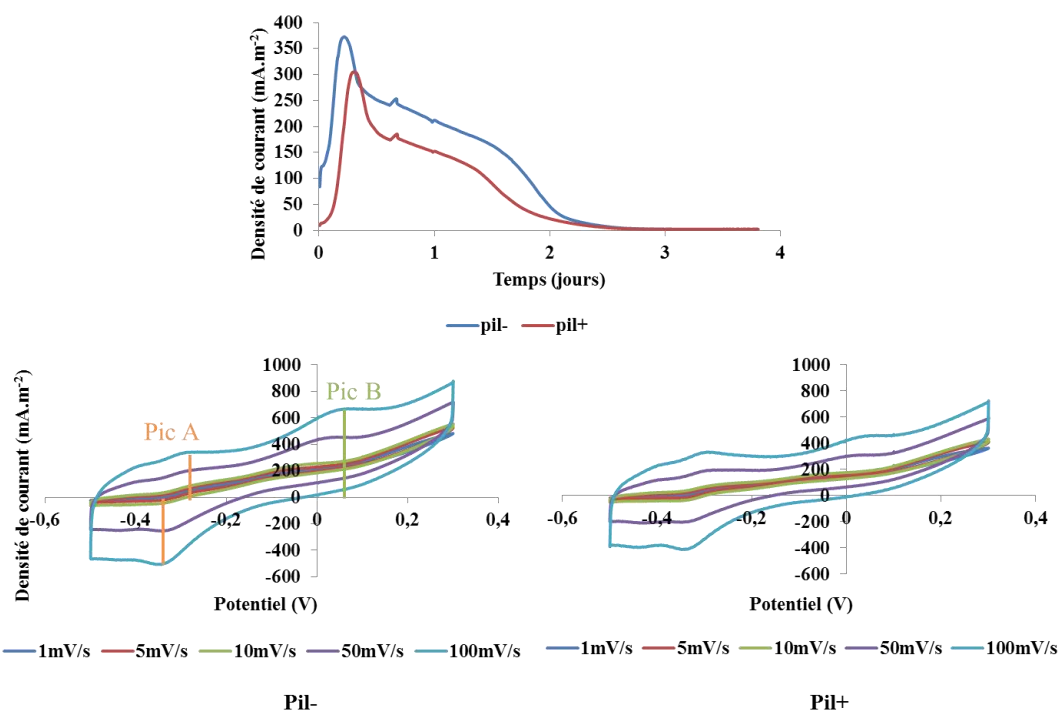 Densité de courant (mA.m-2)
400
350
300
250
200
150
100
50
0
0 1 2 3 4
Temps (jours)
pil- pil+
Densité de courant (mA.m-2)
1000
800
600
400
200
0
-200
-400
-600
-0,6 -0,4 -0,2 0 0,2 0,4
Pic A
Pic B
Potentiel (V)
1mV/s 5mV/s 10mV/s 50mV/s 100mV/s
Pil-
1000
800
600
400
200
0
-200
-400
-600
-0,6 -0,4 -0,2 0 0,2 0,4
Potentiel (V)
1mV/s 5mV/s 10mV/s 50mV/s 100mV/s
Pil+